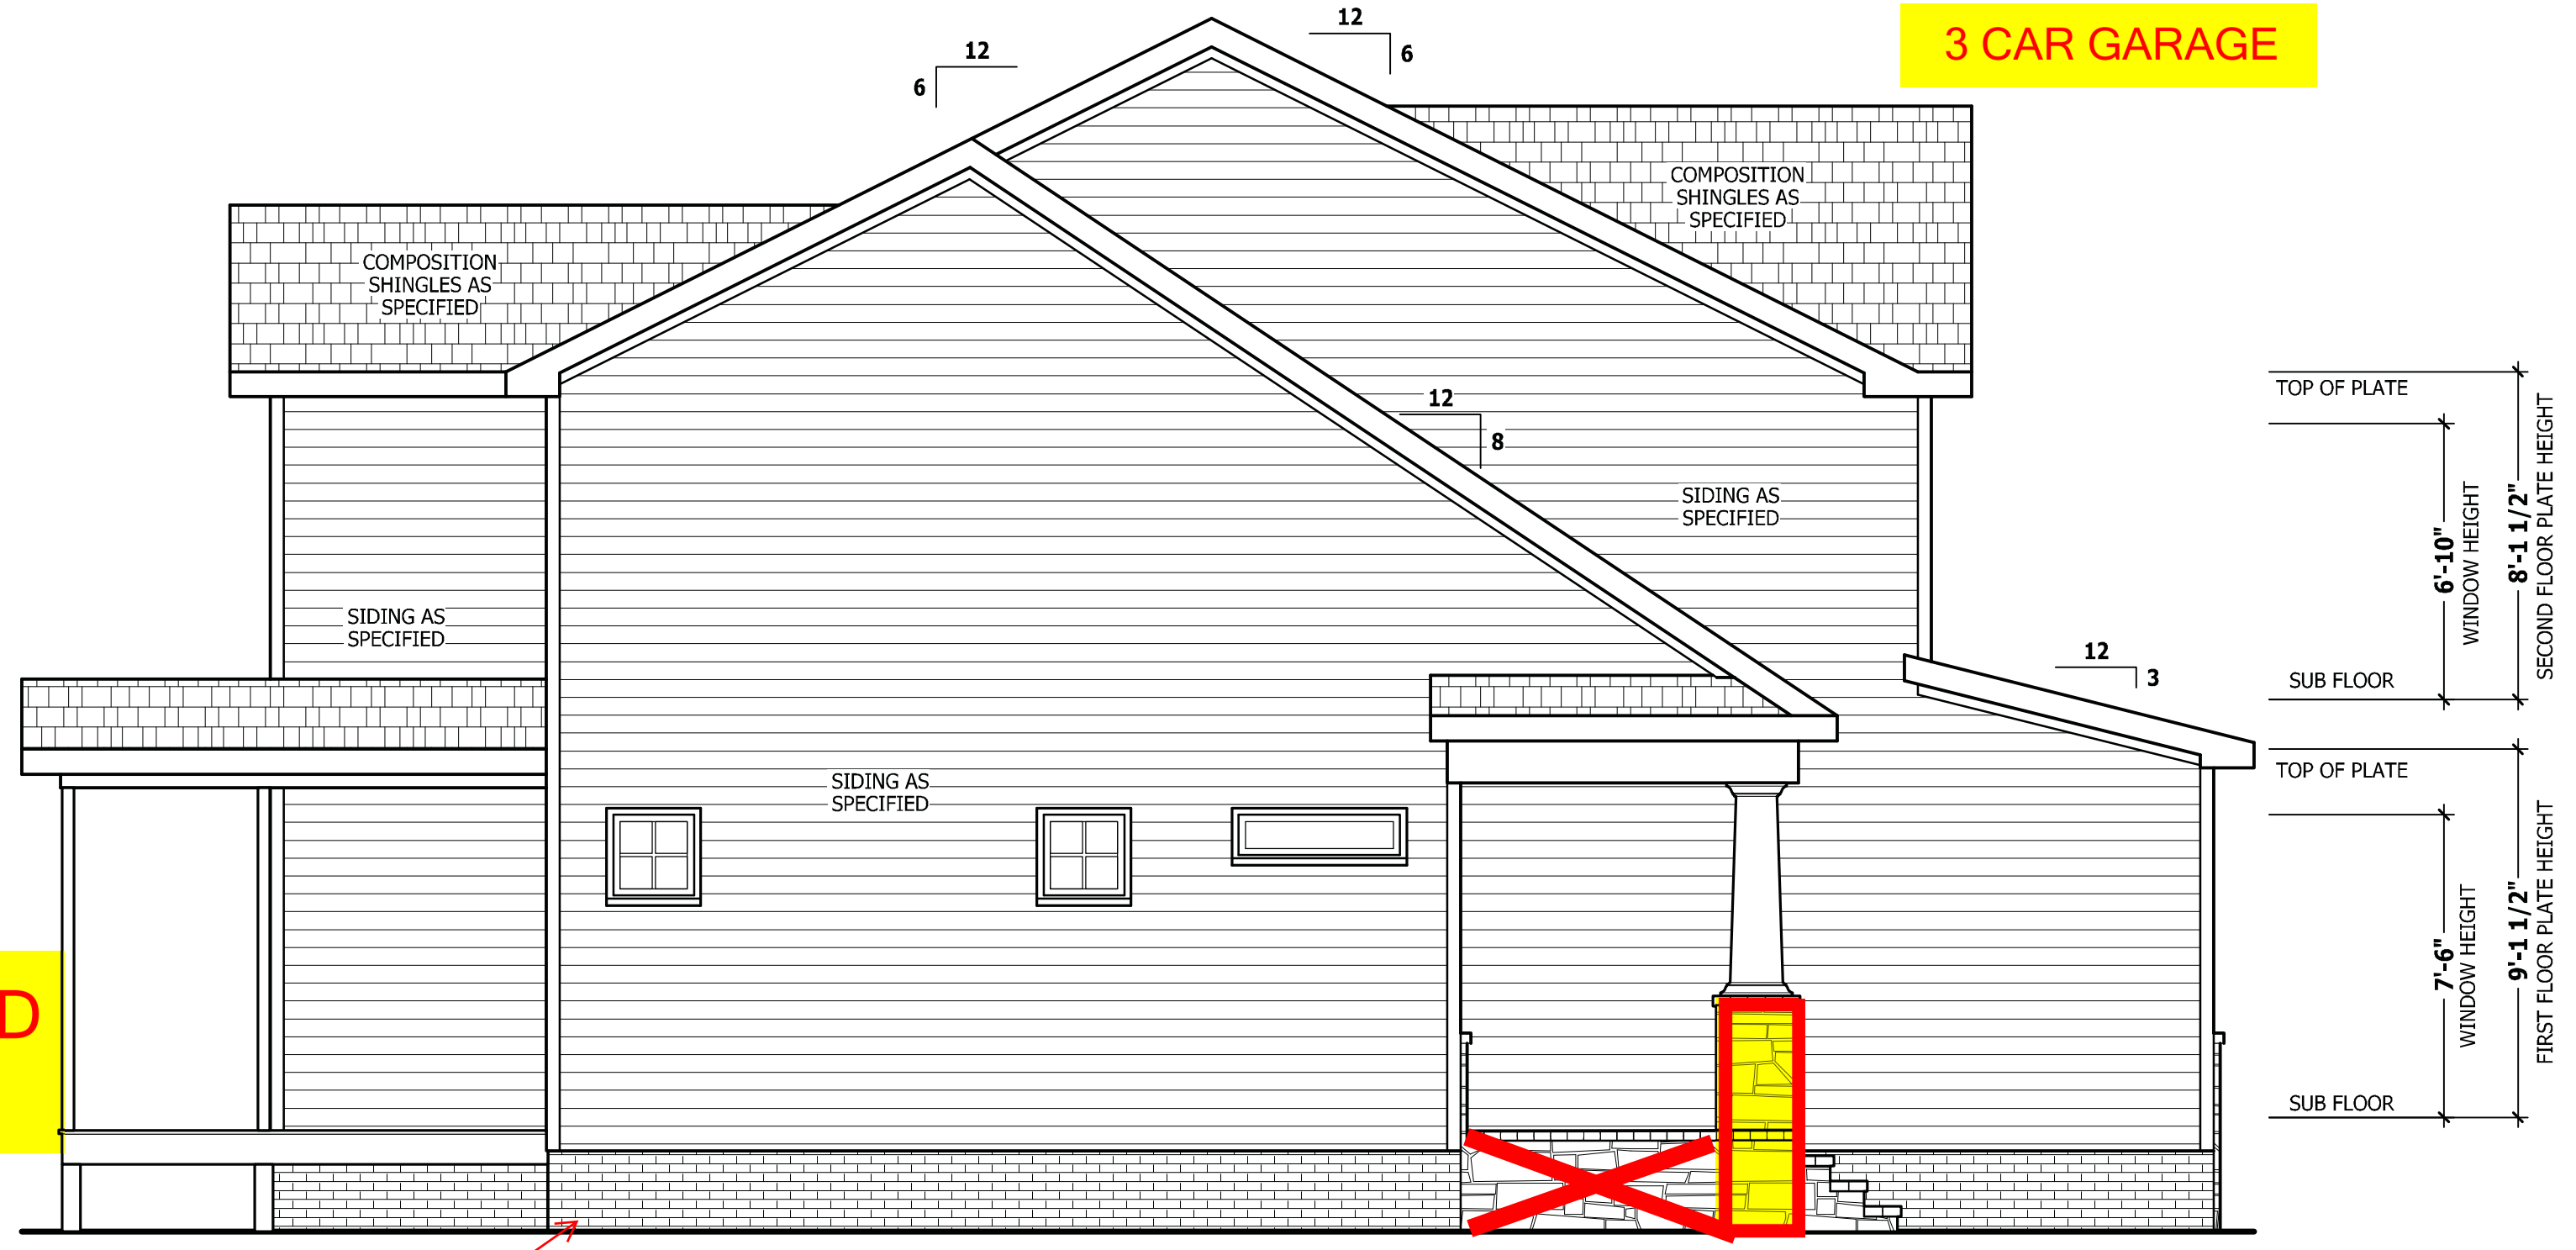 12
6
12
6
3 CAR GARAGE
COMPOSITION
SHINGLES AS
SPECIFIED
COMPOSITION
SHINGLES AS
SPECIFIED
12
8
SIDING AS
SPECIFIED
SIDING AS
SPECIFIED
SIDING AS
SPECIFIED
12
3
TOP OF PLATE
6'-10"
WINDOW HEIGHT
8'-1 1/2"
SECOND FLOOR PLATE HEIGHT
SUB FLOOR
TOP OF PLATE
7'-6"
WINDOW HEIGHT
9'-1 1/2"
FIRST FLOOR PLATE HEIGHT
SUB FLOOR
D